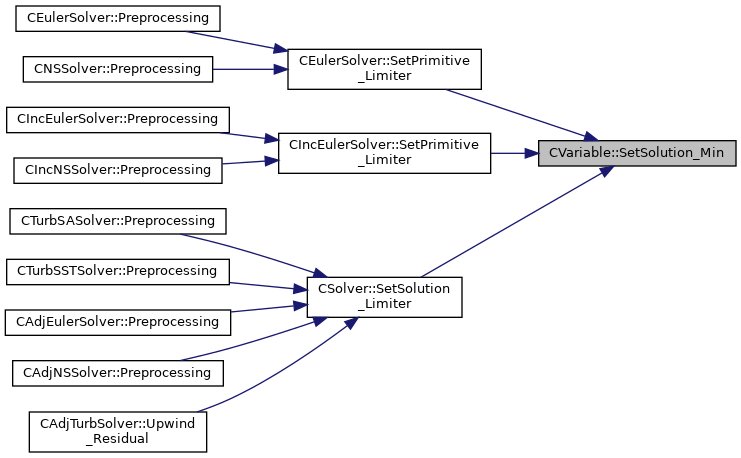 CEulerSolver::Preprocessing
CNSSolver::Preprocessing
CEulerSolver::SetPrimitive
_Limiter
CIncEulerSolver::Preprocessing
CIncNSSolver::Preprocessing
CIncEulerSolver::SetPrimitive
_Limiter
CVariable::SetSolution_Min
CTurbSASolver::Preprocessing
CTurbSSTSolver::Preprocessing
CAdjEulerSolver::Preprocessing
CAdjNSSolver::Preprocessing
CAdjTurbSolver::Upwind
_Residual
CSolver::SetSolution
_Limiter